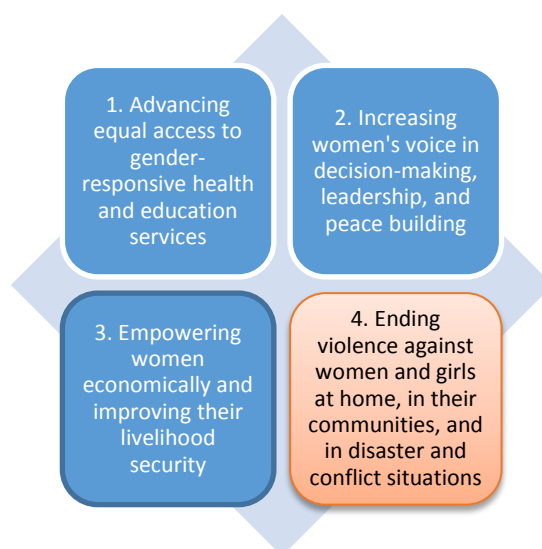 1. Advancing
equal access to
gender-
responsive health
and education
services
2. Increasing
women's voice in
decision-making,
leadership, and
peace building
3. Empowering
women
economically and
improving their
livelihood
security
4. Ending
violence against
women and girls
at home, in their
communities, and
in disaster and
conflict situations